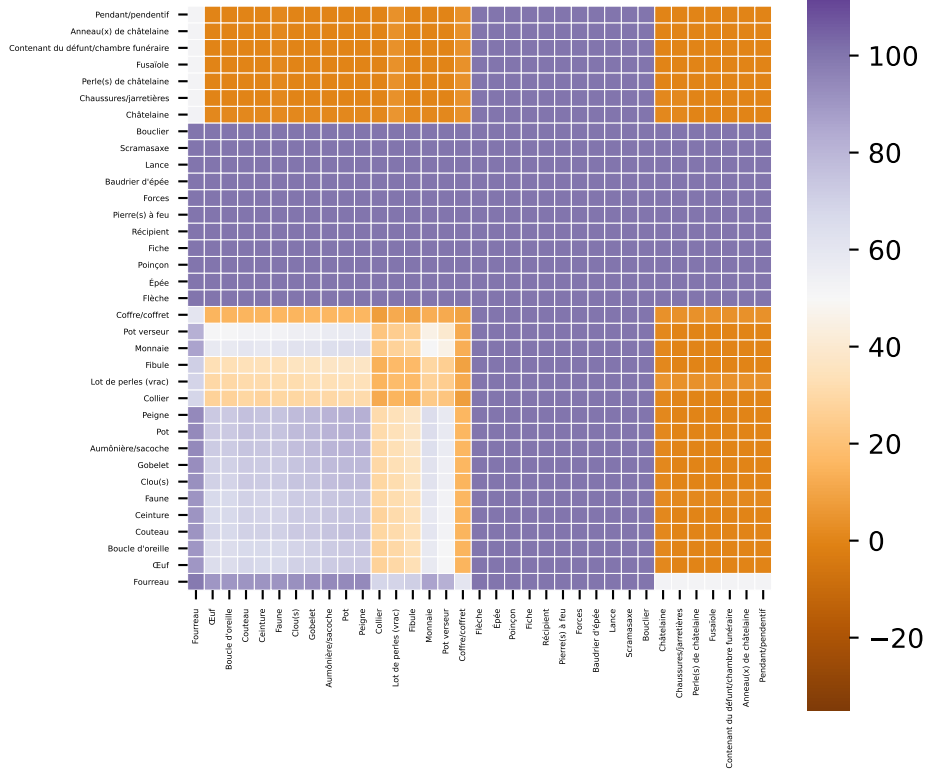 Pendant/pendentif
Anneau(x) de châtelaine
Contenant du défunt/chambre funéraire
Fusaïole
Perle(s) de châtelaine
Chaussures/jarretières
Châtelaine
Bouclier
Scramasaxe
Lance
Baudrier d'épée
Forces
Pierre(s) à feu
Récipient
Fiche
Poinçon
Épée
Flèche
Coffre/coffret
Pot verseur
Monnaie
Fibule
Lot de perles (vrac)
Collier
Peigne
Pot
Aumônière/sacoche
Gobelet
Clou(s)
Faune
Ceinture
Couteau
Boucle d'oreille
Œuf
Fourreau
Fourreau
Œuf
Boucle d'oreille
Couteau
Ceinture
Faune
Clou(s)
Gobelet
Aumônière/sacoche
Pot
Peigne
Collier
Lot de perles (vrac)
Fibule
Monnaie
Pot verseur
Coffre/coffret
Flèche
Épée
Poinçon
Fiche
Récipient
Pierre(s) à feu
Forces
Baudrier d'épée
Lance
Scramasaxe
Bouclier
Châtelaine
Chaussures/jarretières
Perle(s) de châtelaine
Fusaïole
Contenant du défunt/chambre funéraire
Anneau(x) de châtelaine
Pendant/pendentif
100
80
60
40
20
0
−20